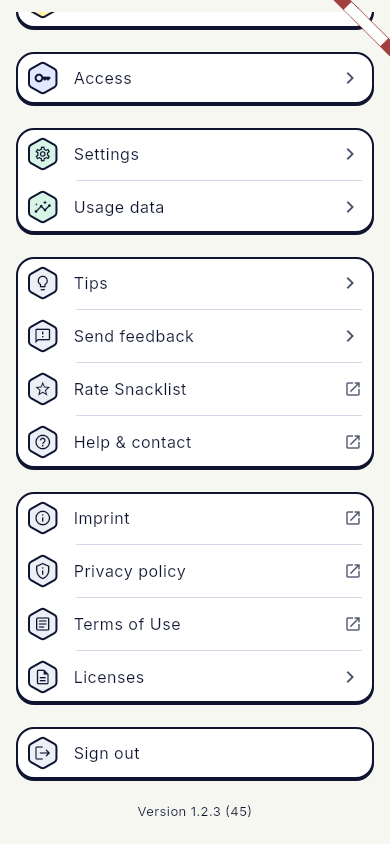 Access
Settings
Usage data
Tips
Send feedback
Rate Snacklist
Help & contact
Imprint
Privacy policy
Terms of Use
Licenses
Sign out
Version 1.2.3 (45)